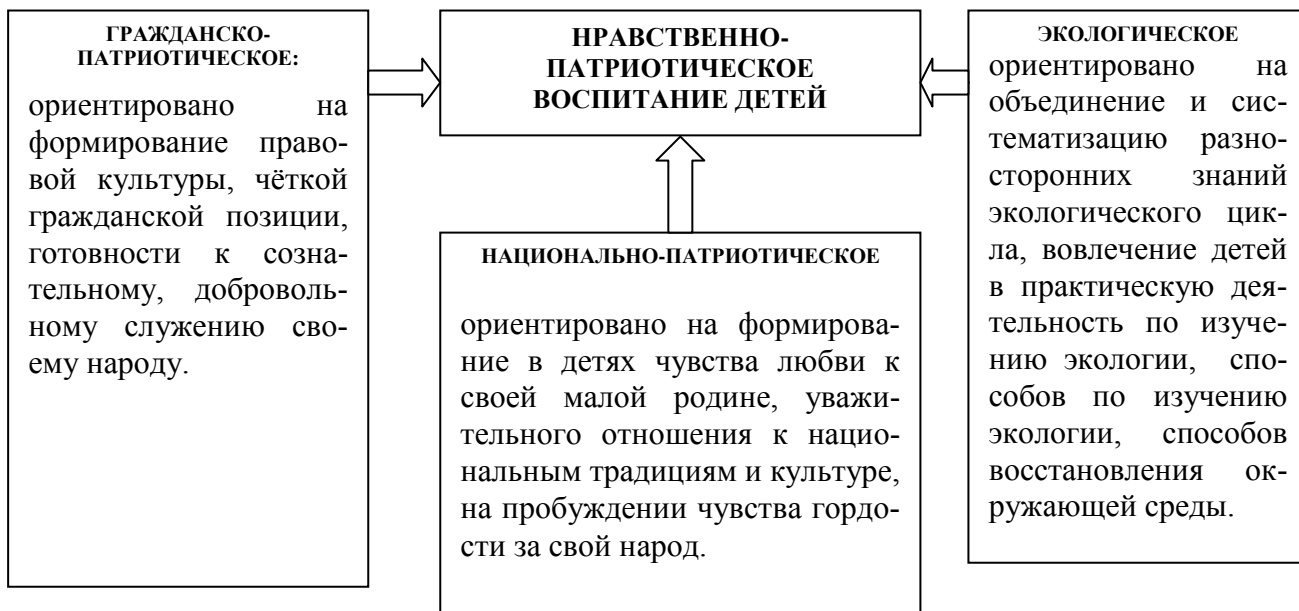 ГРАЖДАНСКО-
ПАТРИОТИЧЕСКОЕ:
ориентировано на
формирование право-
вой культуры, чёткой
гражданской позиции,
готовности к созна-
тельному, доброволь-
ному служению сво-
ему народу.
НРАВСТВЕННО-
ПАТРИОТИЧЕСКОЕ
ВОСПИТАНИЕ ДЕТЕЙ
НАЦИОНАЛЬНО-ПАТРИОТИЧЕСКОЕ
ориентировано на формирова-
ние в детях чувства любви к
своей малой родине, уважи-
тельного отношения к нацио-
нальным традициям и культуре,
на пробуждении чувства гордо-
сти за свой народ.
ЭКОЛОГИЧЕСКОЕ
ориентировано на
объединение и сис-
тематизацию разно-
сторонних знаний
экологического цик-
ла, вовлечение детей
в практическую дея-
тельность по изуче-
нию экологии, спо-
собов по изучению
экологии, способов
восстановления ок-
ружающей среды.